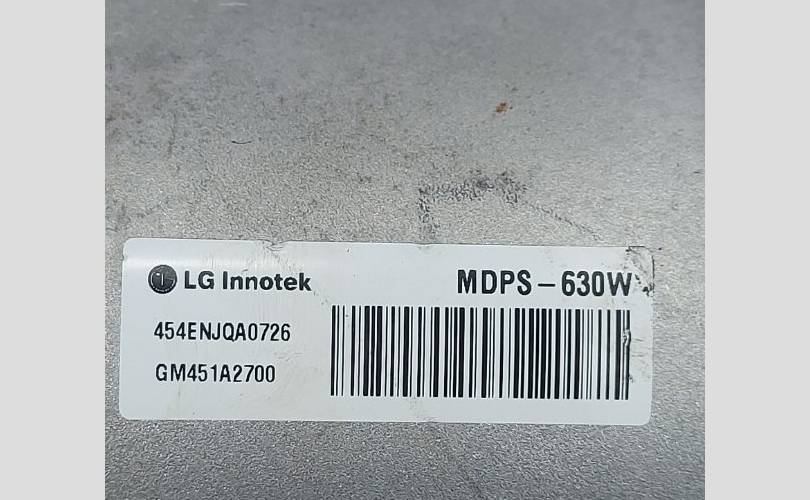 LG Innotek
MDPS-630W
454ENJQA0726
GM451A2700